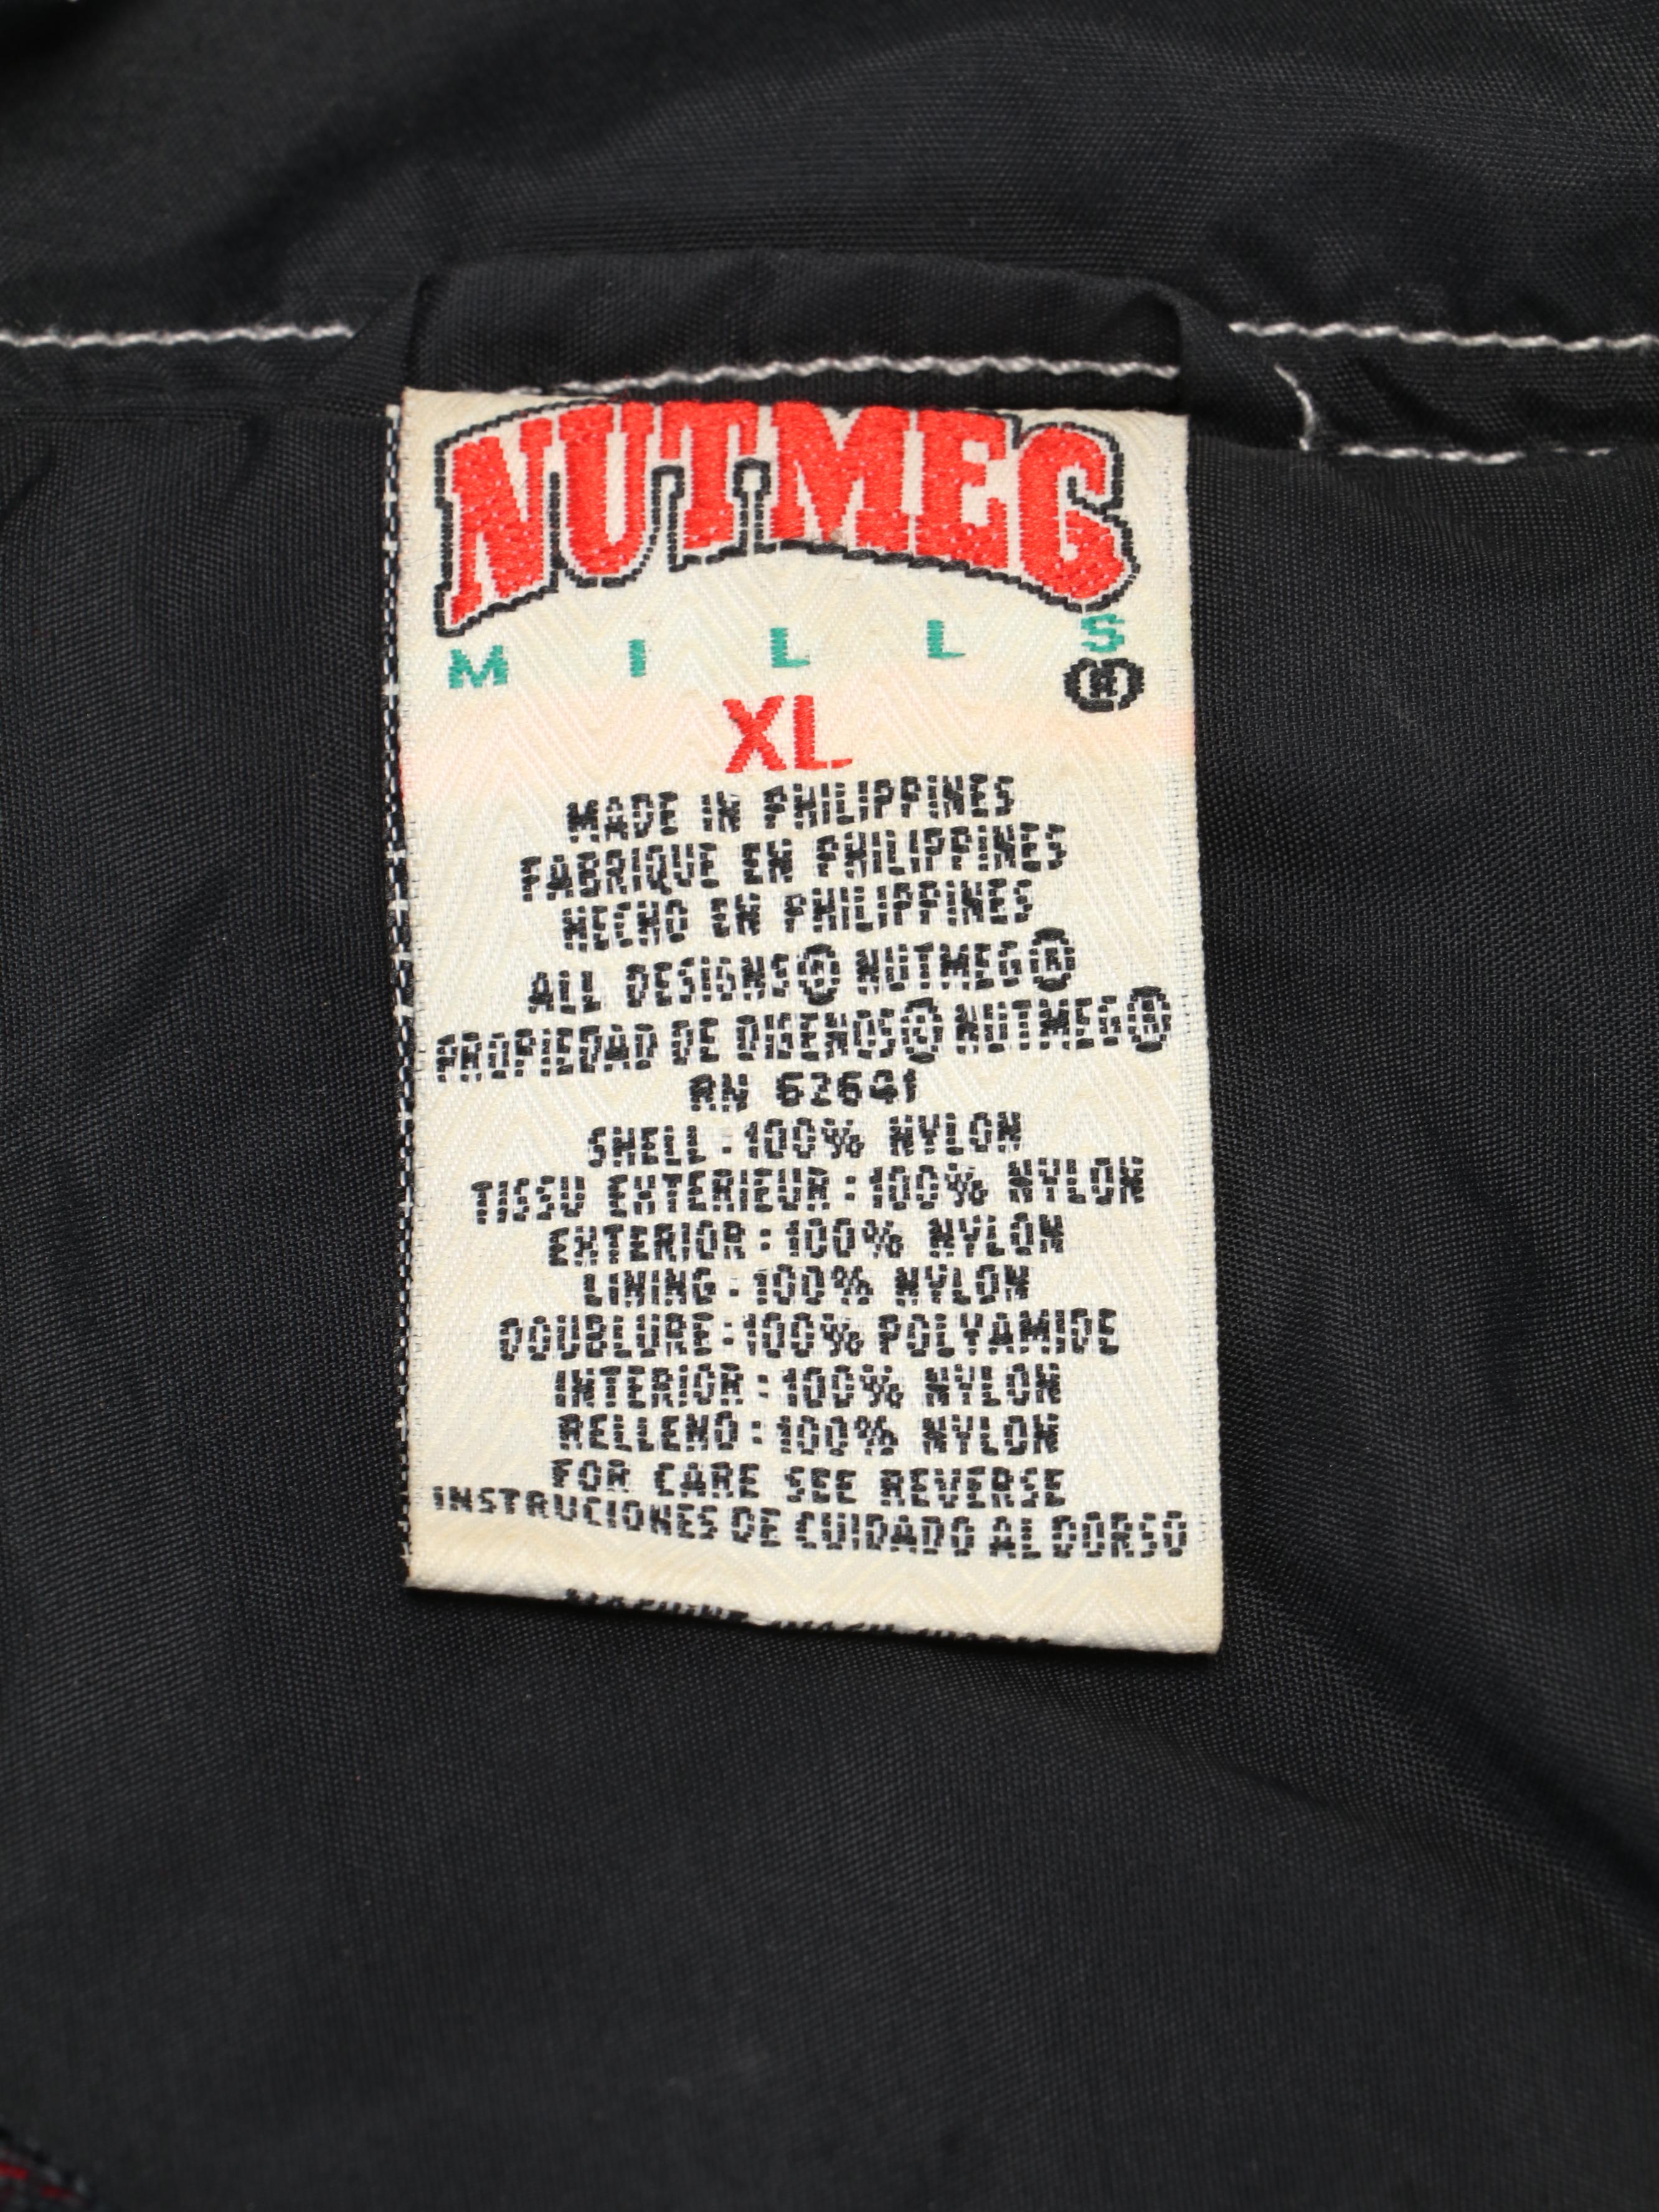 NUTMEG
MILLS
®
XL
MADE IN PHILIPPINES
FABRIQUE EN PHILIPPINES
HECHO EN PHILIPPINES
ALL DESIGNS® NUTMEG®
PROPIEDAD DE DISENOS® NUTMEG®
RN 62641
SHELL:100% NYLON
TISSU EXTERIEUR:100% NYLON
EXTERIOR:100% NYLON
LINING:100% NYLON
DOUBLURE:100% POLYAMIDE
INTERIOR:100% NYLON
RELLENO:100% NYLON
FOR CARE SEE REVERSE
INSTRUCIONES DE CUIDADO AL DORSO